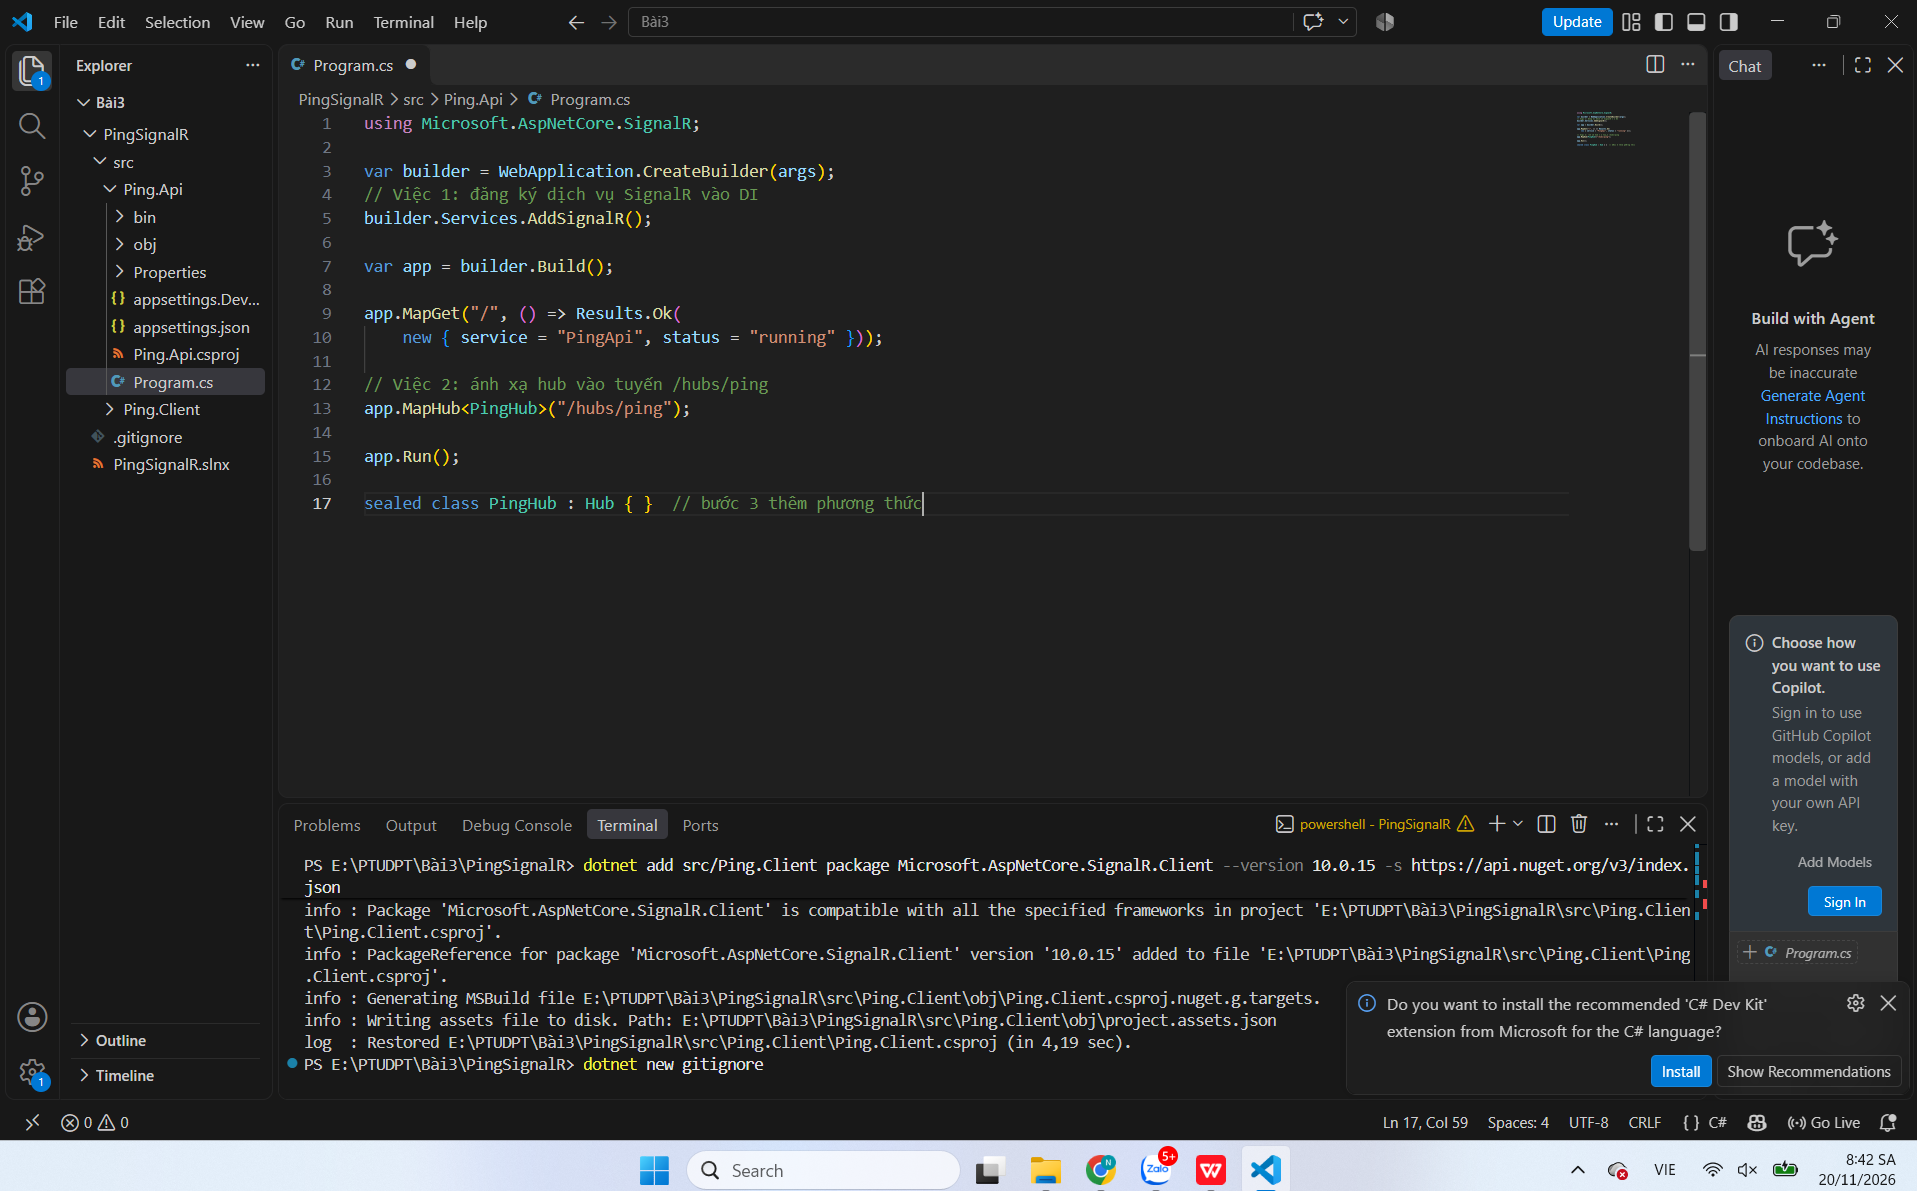 File Edit Selection View Go Run Terminal Help
Bài3
Update
Explorer
1
Bài3
PingSignalR
src
Ping.Api
bin
obj
Properties
{} appsettings.Dev...
{} appsettings.json
Ping.Api.csproj
C# Program.cs
Ping.Client
.gitignore
PingSignalR.slnx
Outline
Timeline
1
C# Program.cs
PingSignalR > src > Ping.Api > C# Program.cs
1 using Microsoft.AspNetCore.SignalR;
2
3 var builder = WebApplication.CreateBuilder(args);
4 // Việc 1: đăng ký dịch vụ SignalR vào DI
5 builder.Services.AddSignalR();
6
7 var app = builder.Build();
8
9 app.MapGet("/", () => Results.Ok(
10 new { service = "PingApi", status = "running" }));
11
12 // Việc 2: ánh xạ hub vào tuyến /hubs/ping
13 app.MapHub<PingHub>("/hubs/ping");
14
15 app.Run();
16
17 sealed class PingHub : Hub { } // bước 3 thêm phương thức
Problems Output Debug Console Terminal Ports
powershell - PingSignalR
PS E:\PTUDPT\Bài3\PingSignalR> dotnet add src/Ping.Client package Microsoft.AspNetCore.SignalR.Client --version 10.0.15 -s https://api.nuget.org/v3/index.
json
info : Package 'Microsoft.AspNetCore.SignalR.Client' is compatible with all the specified frameworks in project 'E:\PTUDPT\Bài3\PingSignalR\src\Ping.Clien
t\Ping.Client.csproj'.
info : PackageReference for package 'Microsoft.AspNetCore.SignalR.Client' version '10.0.15' added to file 'E:\PTUDPT\Bài3\PingSignalR\src\Ping.Client\Ping
.Client.csproj'.
info : Generating MSBuild file E:\PTUDPT\Bài3\PingSignalR\src\Ping.Client\obj\Ping.Client.csproj.nuget.g.targets.
info : Writing assets file to disk. Path: E:\PTUDPT\Bài3\PingSignalR\src\Ping.Client\obj\project.assets.json
log  : Restored E:\PTUDPT\Bài3\PingSignalR\src\Ping.Client\Ping.Client.csproj (in 4,19 sec).
PS E:\PTUDPT\Bài3\PingSignalR> dotnet new gitignore
Chat
Build with Agent
AI responses may
be inaccurate
Generate Agent
Instructions to
onboard AI onto
your codebase.
Choose how
you want to use
Copilot.
Sign in to use
GitHub Copilot
models, or add
a model with
your own API
key.
Add Models
Sign In
C# Program.cs
Do you want to install the recommended 'C# Dev Kit'
extension from Microsoft for the C# language?
Install
Show Recommendations
0 0
Ln 17, Col 59 Spaces: 4 UTF-8 CRLF {} C# Go Live
Search
Zalo
5+
N
W
VIE
8:42 SA
20/11/2026